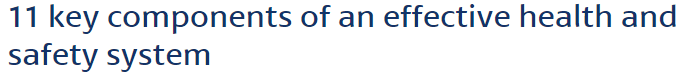 11 key components of an effective health and
safety system